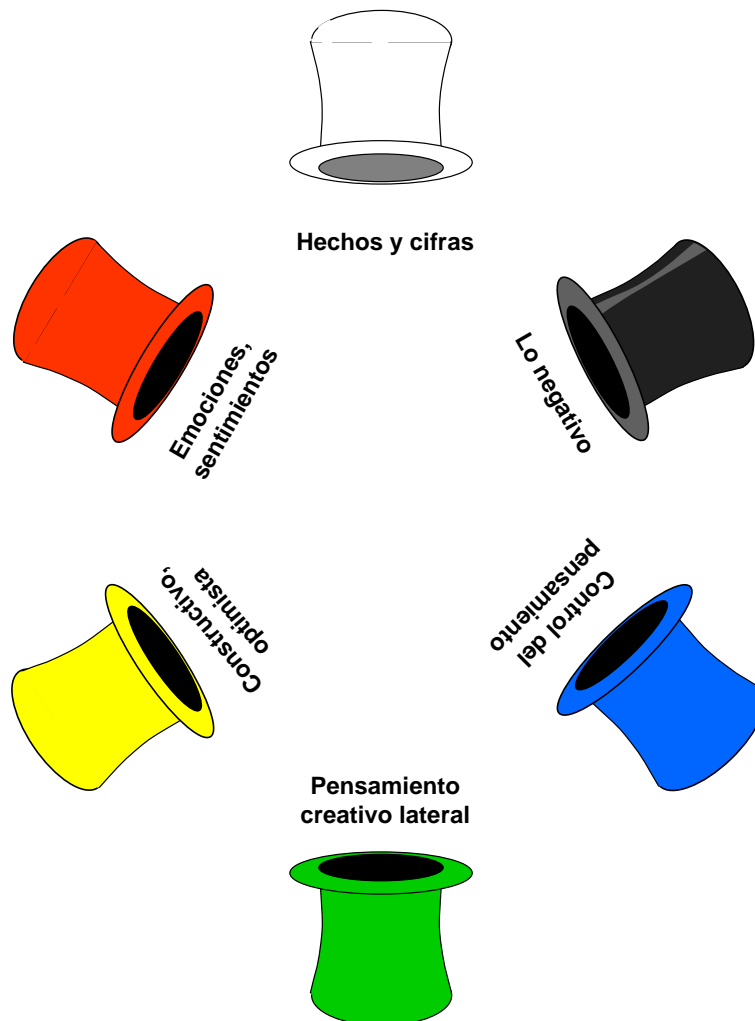 Hechos y cifras
Emociones,
sentimientos
Lo negativo
Constructivo,
optimista
Control del
pensamiento
Pensamiento
creativo lateral